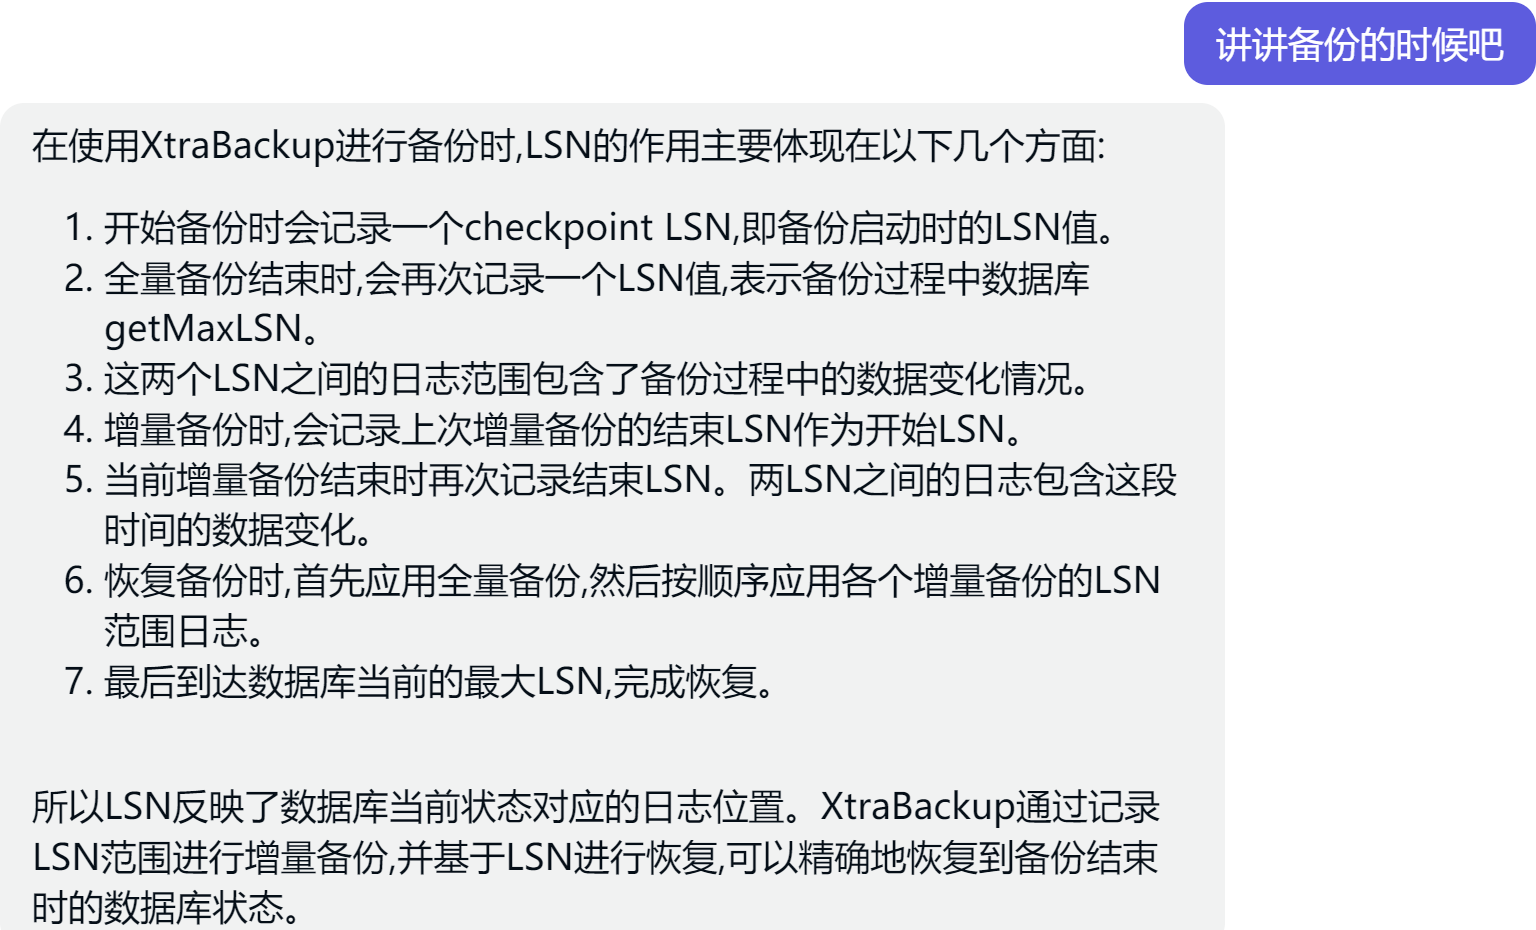 讲讲备份的时候吧
在使用XtraBackup进行备份时,LSN的作用主要体现在以下几个方面:
1. 开始备份时会记录一个checkpoint LSN,即备份启动时的LSN值。
2. 全量备份结束时,会再次记录一个LSN值,表示备份过程中数据库
getMaxLSN。
3. 这两个LSN之间的日志范围包含了备份过程中的数据变化情况。
4. 增量备份时,会记录上次增量备份的结束LSN作为开始LSN。
5. 当前增量备份结束时再次记录结束LSN。两LSN之间的日志包含这段
时间的数据变化。
6. 恢复备份时,首先应用全量备份,然后按顺序应用各个增量备份的LSN
范围日志。
7. 最后到达数据库当前的最大LSN,完成恢复。
所以LSN反映了数据库当前状态对应的日志位置。XtraBackup通过记录
LSN范围进行增量备份,并基于LSN进行恢复,可以精确地恢复到备份结束
时的数据库状态。